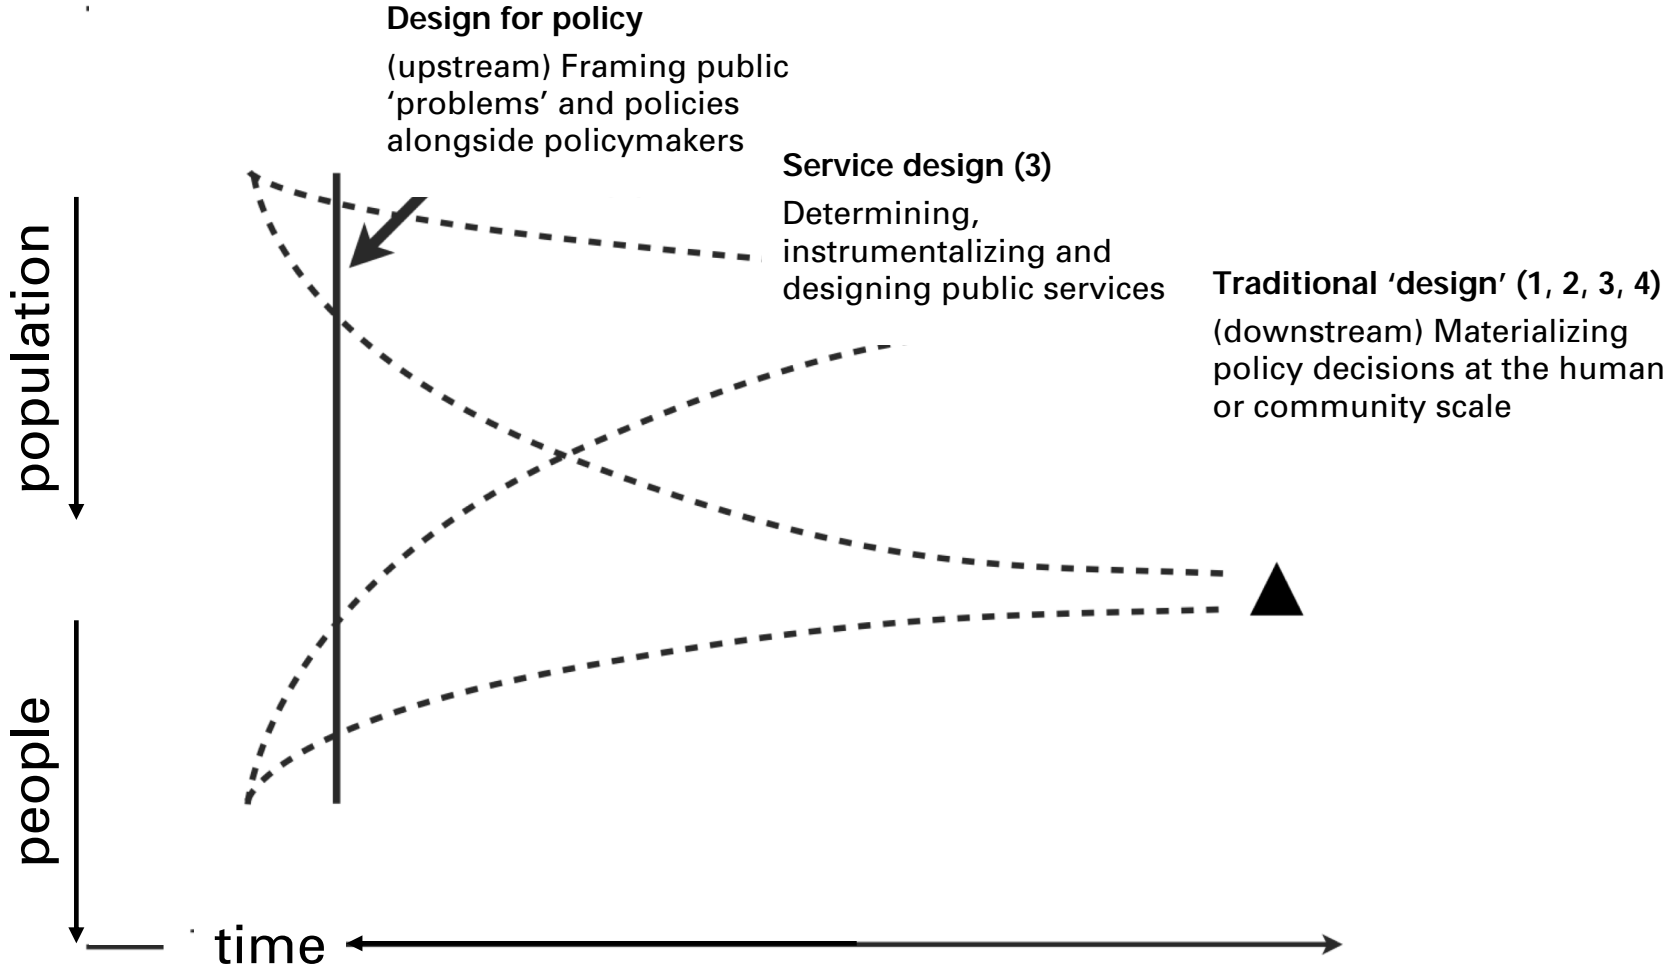 Design for policy
(upstream) Framing public
‘problems’ and policies
alongside policymakers
Service design (3)
Determining,
instrumentalizing and
designing public services
Traditional ‘design’ (1, 2, 3, 4)
(downstream) Materializing
policy decisions at the human
or community scale
population
people
time